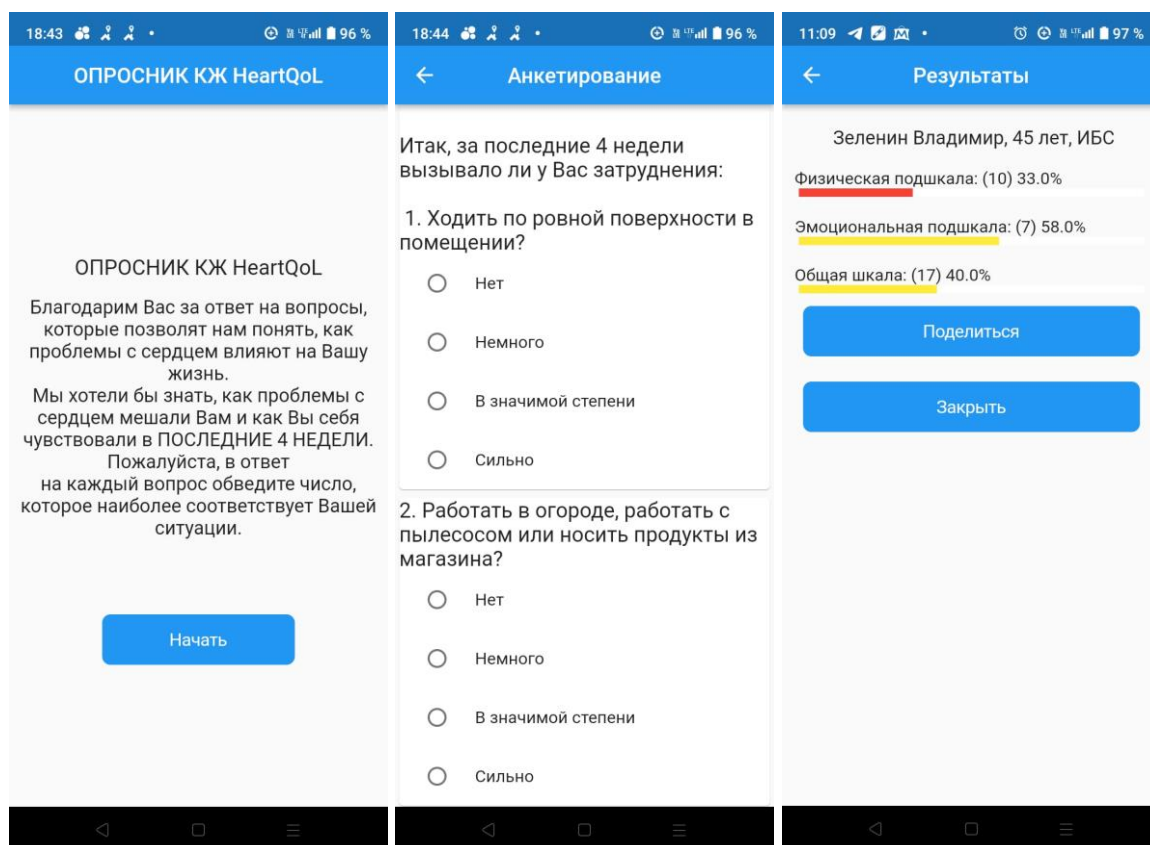 18:43
96 %
ОПРОСНИК КЖ HeartQoL
ОПРОСНИК КЖ HeartQoL
Благодарим Вас за ответ на вопросы,
которые позволят нам понять, как
проблемы с сердцем влияют на Вашу
жизнь.
Мы хотели бы знать, как проблемы с
сердцем мешали Вам и как Вы себя
чувствовали в ПОСЛЕДНИЕ 4 НЕДЕЛИ.
Пожалуйста, в ответ
на каждый вопрос обведите число,
которое наиболее соответствует Вашей
ситуации.
Начать
18:44
96 %
Анкетирование
Итак, за последние 4 недели
вызывало ли у Вас затруднения:
1. Ходить по ровной поверхности в
помещении?
Нет
Немного
В значимой степени
Сильно
2. Работать в огороде, работать с
пылесосом или носить продукты из
магазина?
Нет
Немного
В значимой степени
Сильно
11:09
97 %
Результаты
Зеленин Владимир, 45 лет, ИБС
Физическая подшкала: (10) 33.0%
Эмоциональная подшкала: (7) 58.0%
Общая шкала: (17) 40.0%
Поделиться
Закрыть